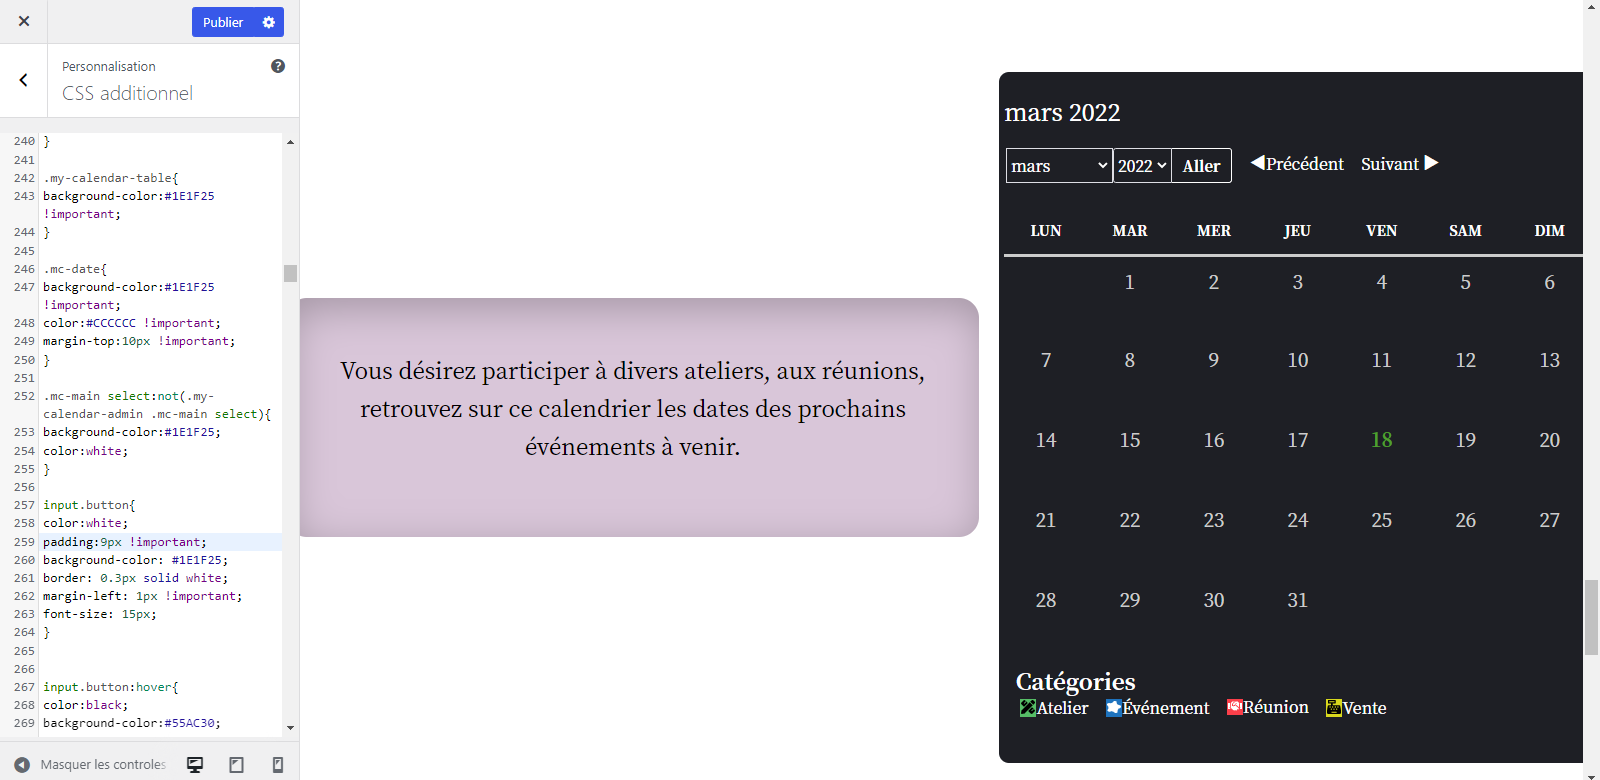 Publier
Personnalisation
CSS additionnel
240 }
241
242 .my-calendar-table{
243 background-color:#1E1F25
!important;
244 }
245
246 .mc-date{
247 background-color:#1E1F25
!important;
248 color:#CCCCCC !important;
249 margin-top:10px !important;
250 }
251
252 .mc-main select:not(.my-
calendar-admin .mc-main select){
253 background-color:#1E1F25;
254 color:white;
255 }
256
257 input.button{
258 color:white;
259 padding:9px !important;
260 background-color: #1E1F25;
261 border: 0.3px solid white;
262 margin-left: 1px !important;
263 font-size: 15px;
264 }
265
266
267 input.button:hover{
268 color:black;
269 background-color:#55AC30;
Masquer les controles
Vous désirez participer à divers ateliers, aux réunions,
retrouvez sur ce calendrier les dates des prochains
événements à venir.
mars 2022
mars 2022 Aller Précédent Suivant
LUN MAR MER JEU VEN SAM DIM
1 2 3 4 5 6
7 8 9 10 11 12 13
14 15 16 17 18 19 20
21 22 23 24 25 26 27
28 29 30 31
Catégories
Atelier Événement Réunion Vente